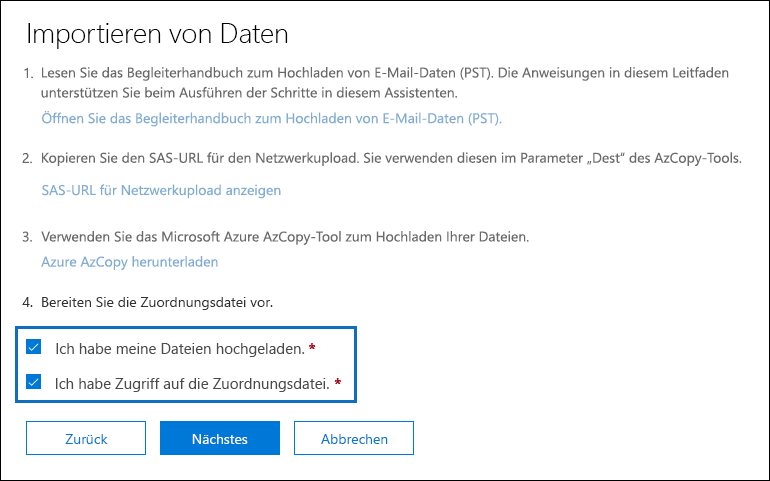 Importieren von Daten
1. Lesen Sie das Begleiterhandbuch zum Hochladen von E-Mail-Daten (PST). Die Anweisungen in diesem Leitfaden
unterstützen Sie beim Ausführen der Schritte in diesem Assistenten.
Öffnen Sie das Begleiterhandbuch zum Hochladen von E-Mail-Daten (PST).
2. Kopieren Sie den SAS-URL für den Netzwerkupload. Sie verwenden diesen im Parameter „Dest“ des AzCopy-Tools.
SAS-URL für Netzwerkupload anzeigen
3. Verwenden Sie das Microsoft Azure AzCopy-Tool zum Hochladen Ihrer Dateien.
Azure AzCopy herunterladen
4. Bereiten Sie die Zuordnungsdatei vor.
Ich habe meine Dateien hochgeladen. *
Ich habe Zugriff auf die Zuordnungsdatei. *
Zurück Nächstes Abbrechen